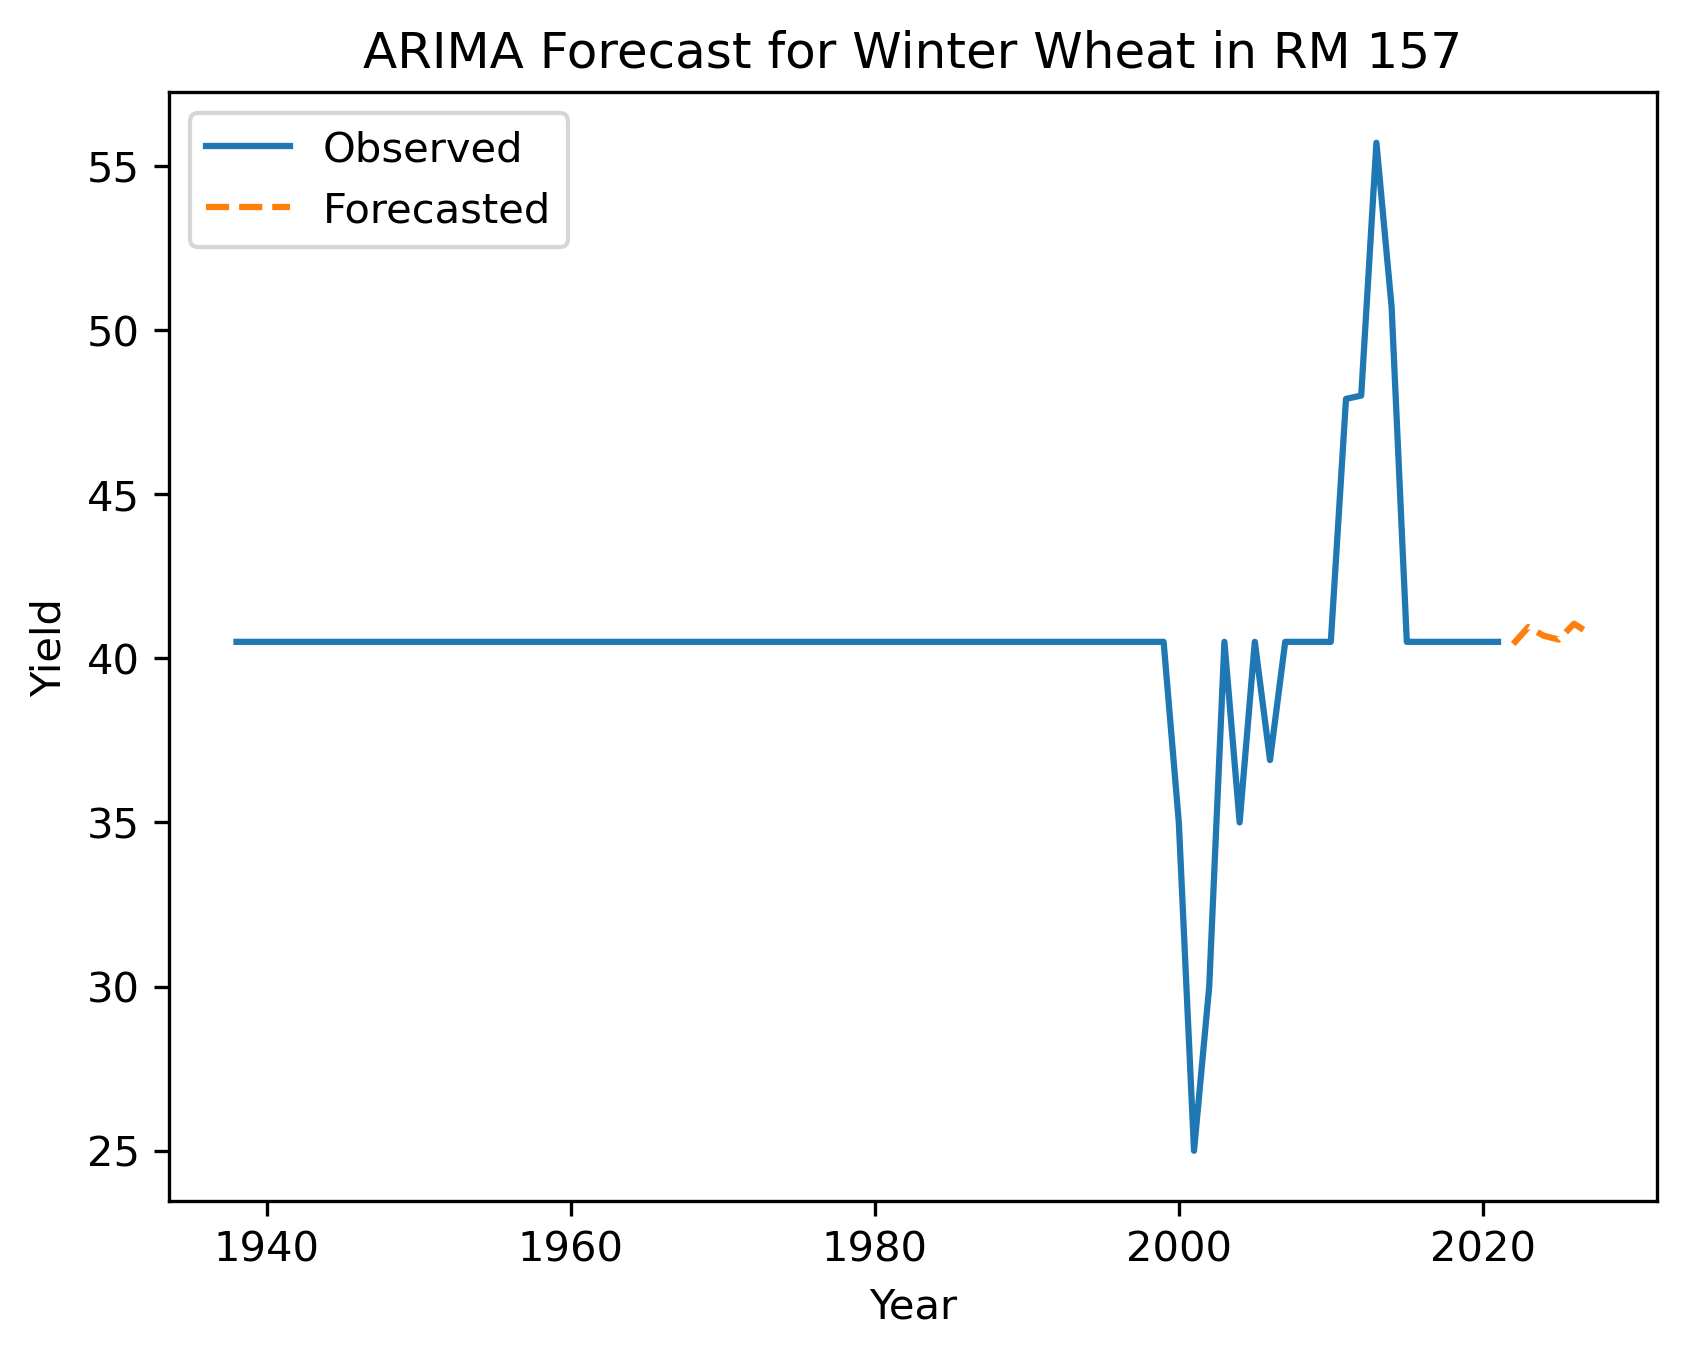 ARIMA Forecast for Winter Wheat in RM 157
Observed
Forecasted
55
50
45
40
35
30
25
Yield
1940 1960 1980 2000 2020
Year